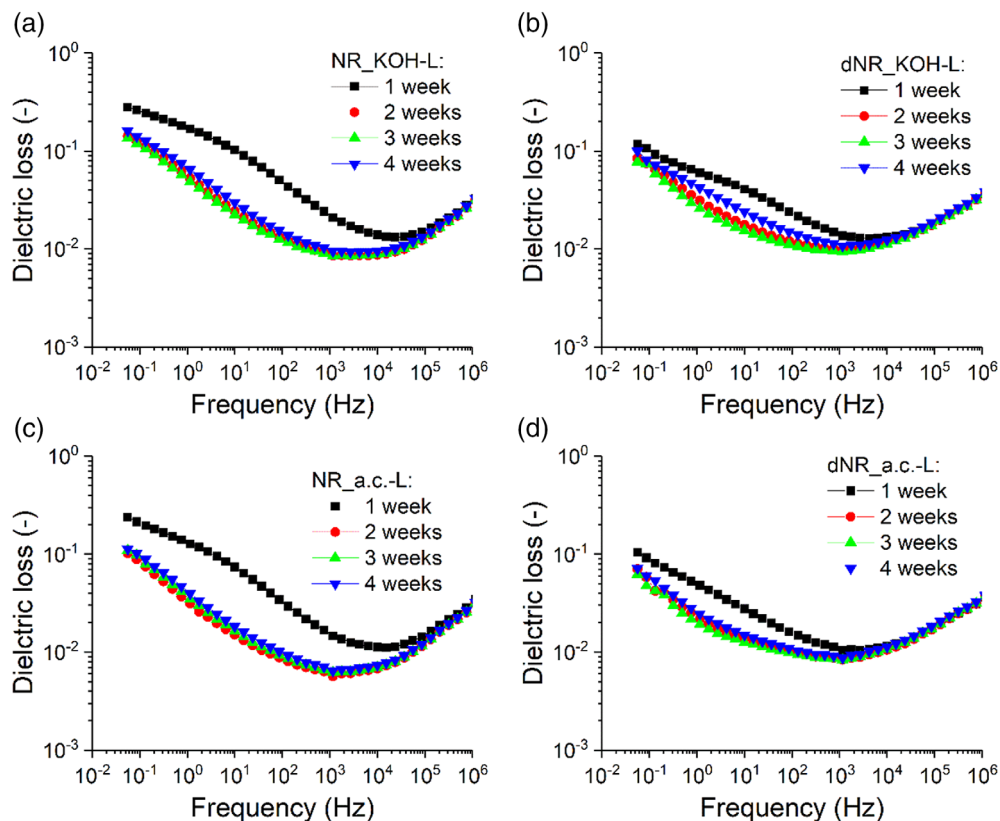 (a)
NR_KOH-L:
1 week
2 weeks
3 weeks
4 weeks
Dielctric loss (-)
10^0
10^-1
10^-2
10^-3
10^-2 10^-1 10^0 10^1 10^2 10^3 10^4 10^5 10^6
Frequency (Hz)
(b)
dNR_KOH-L:
1 week
2 weeks
3 weeks
4 weeks
Dielctric loss (-)
10^0
10^-1
10^-2
10^-3
10^-2 10^-1 10^0 10^1 10^2 10^3 10^4 10^5 10^6
Frequency (Hz)
(c)
NR_a.c.-L:
1 week
2 weeks
3 weeks
4 weeks
Dielctric loss (-)
10^0
10^-1
10^-2
10^-3
10^-2 10^-1 10^0 10^1 10^2 10^3 10^4 10^5 10^6
Frequency (Hz)
(d)
dNR_a.c.-L:
1 week
2 weeks
3 weeks
4 weeks
Dielctric loss (-)
10^0
10^-1
10^-2
10^-3
10^-2 10^-1 10^0 10^1 10^2 10^3 10^4 10^5 10^6
Frequency (Hz)